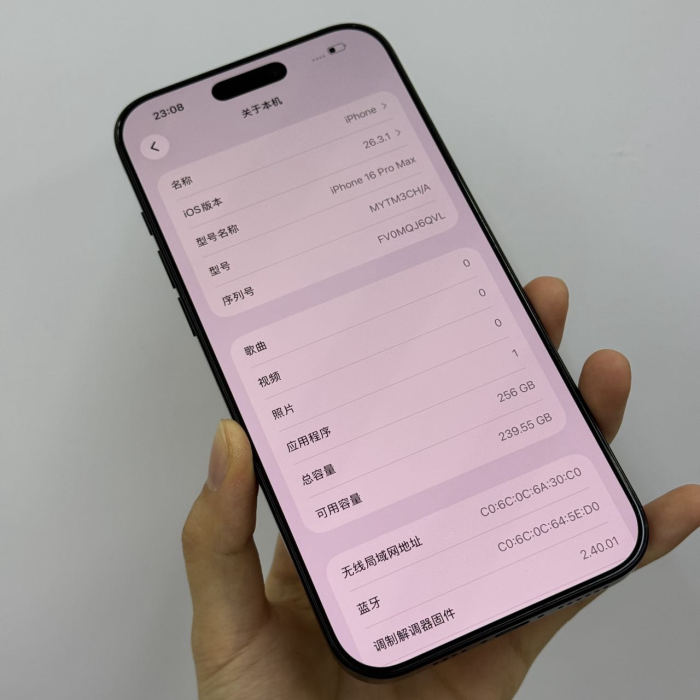 23:08
关于本机
名称 iPhone
iOS版本 26.3.1
型号名称 iPhone 16 Pro Max
型号 MYTM3CH/A
序列号 FV0MQJ6QVL
歌曲 0
视频 0
照片 0
应用程序 1
总容量 256 GB
可用容量 239.55 GB
无线局域网地址 C0:6C:0C:6A:30:C0
蓝牙 C0:6C:0C:64:5E:D0
调制解调器固件 2.40.01